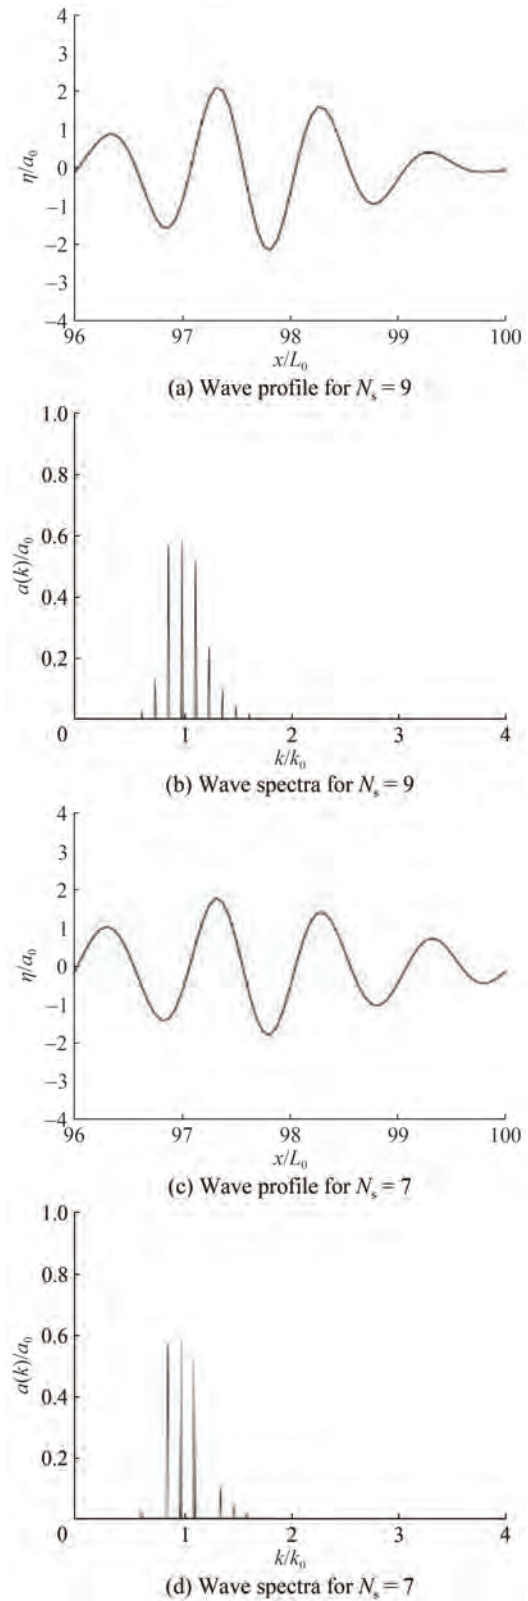 4
3
2
1
0
−1
−2
−3
−4
η/a₀
96 97 98 99 100
x/L₀
(a) Wave profile for Nₛ = 9
1.0
0.8
0.6
0.4
0.2
a(k)/a₀
0 1 2 3 4
k/k₀
(b) Wave spectra for Nₛ = 9
4
3
2
1
0
−1
−2
−3
−4
η/a₀
96 97 98 99 100
x/L₀
(c) Wave profile for Nₛ = 7
1.0
0.8
0.6
0.4
0.2
a(k)/a₀
0 1 2 3 4
k/k₀
(d) Wave spectra for Nₛ = 7